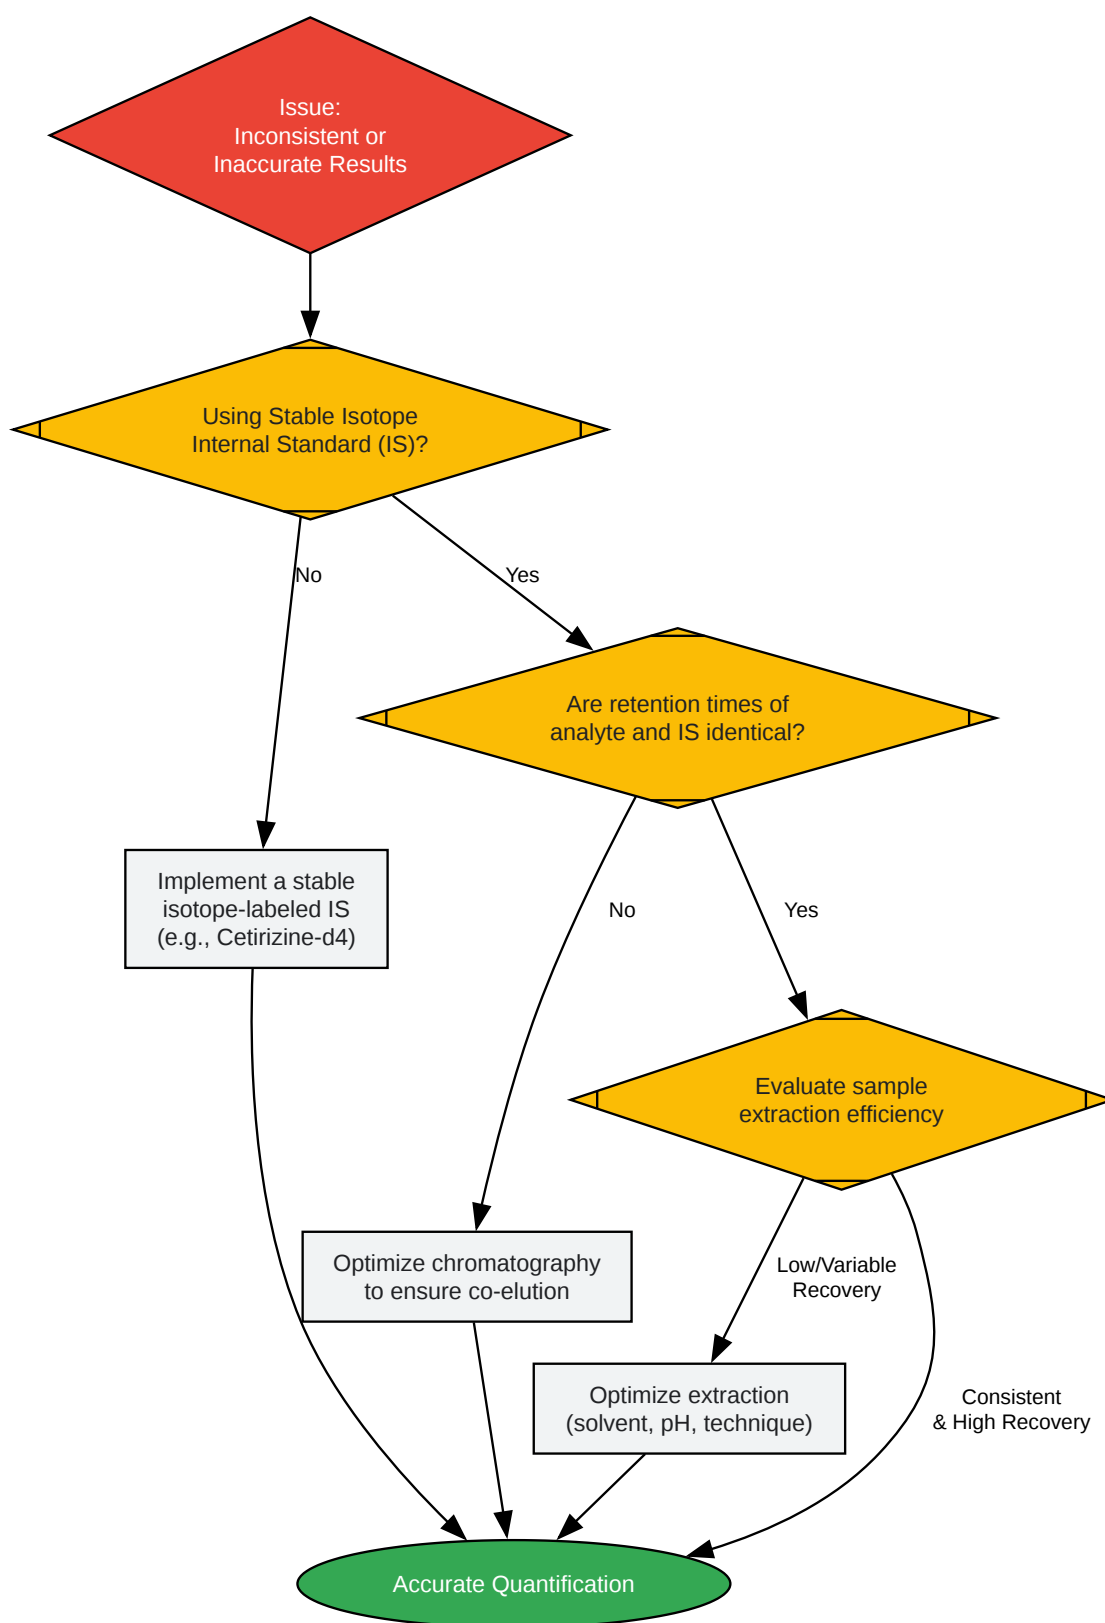 Issue:
Inconsistent or
Inaccurate Results
Using Stable Isotope
Internal Standard (IS)?
No
Yes
Are retention times of
analyte and IS identical?
Implement a stable
isotope-labeled IS
(e.g., Cetirizine-d4)
No
Yes
Evaluate sample
extraction efficiency
Optimize chromatography
to ensure co-elution
Low/Variable
Recovery
Optimize extraction
(solvent, pH, technique)
Consistent
& High Recovery
Accurate Quantification